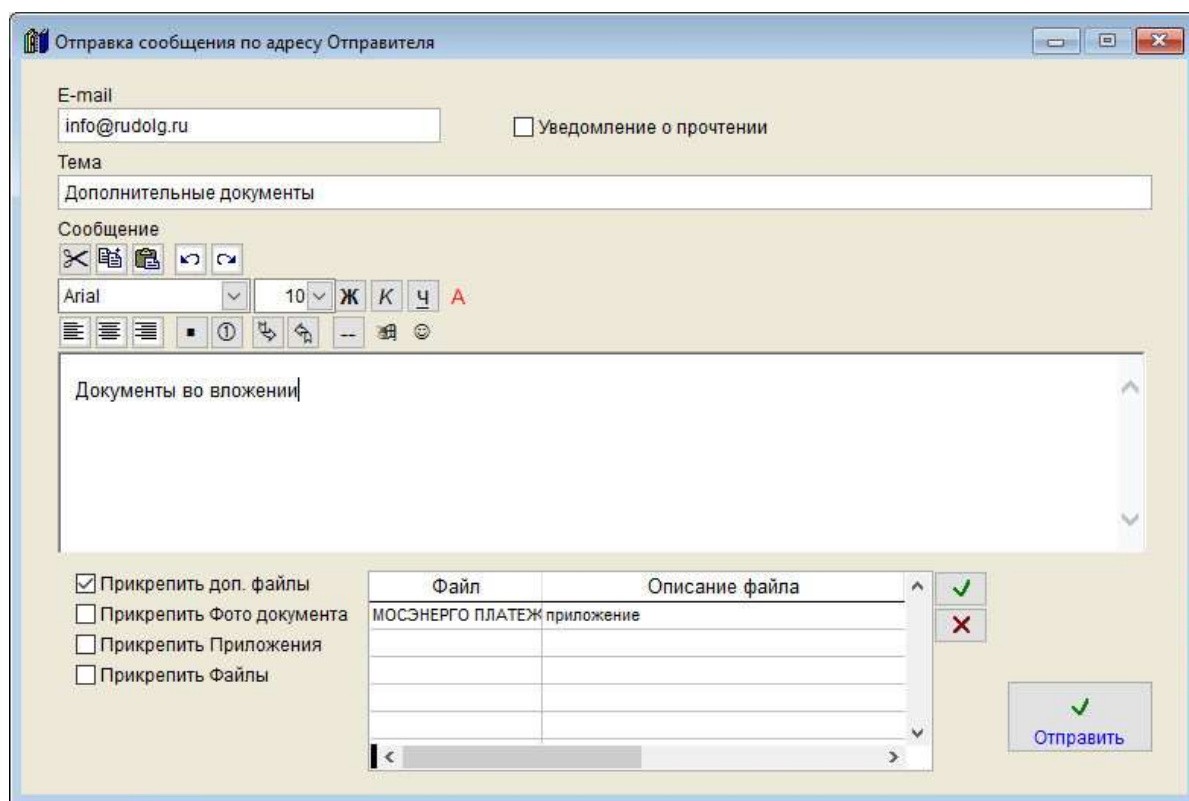 Отправка сообщения по адресу Отправителя
E-mail
info@rudolg.ru
Уведомление о прочтении
Тема
Дополнительные документы
Сообщение
Arial 10 Ж К Ч А
Документы во вложении
Прикрепить доп. файлы
Прикрепить Фото документа
Прикрепить Приложения
Прикрепить Файлы
Файл Описание файла
МОСЭНЕРГО ПЛАТЕЖ приложение
Отправить